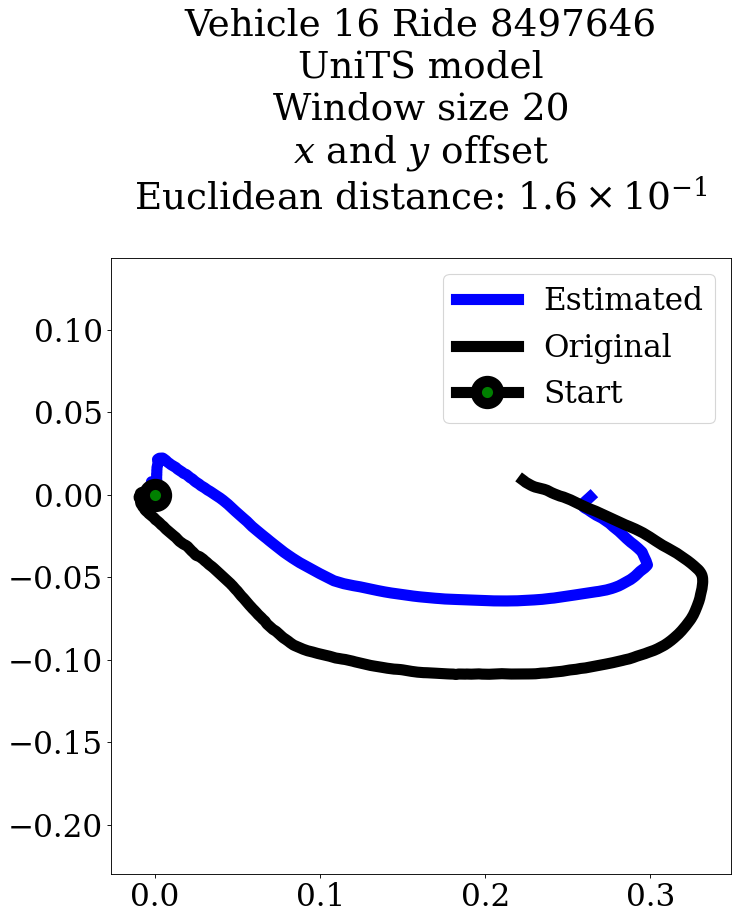 Vehicle 16 Ride 8497646
UniTS model
Window size 20
x and y offset
Euclidean distance: 1.6 × 10⁻¹
Estimated
Original
Start
0.10
0.05
0.00
−0.05
−0.10
−0.15
−0.20
0.0 0.1 0.2 0.3